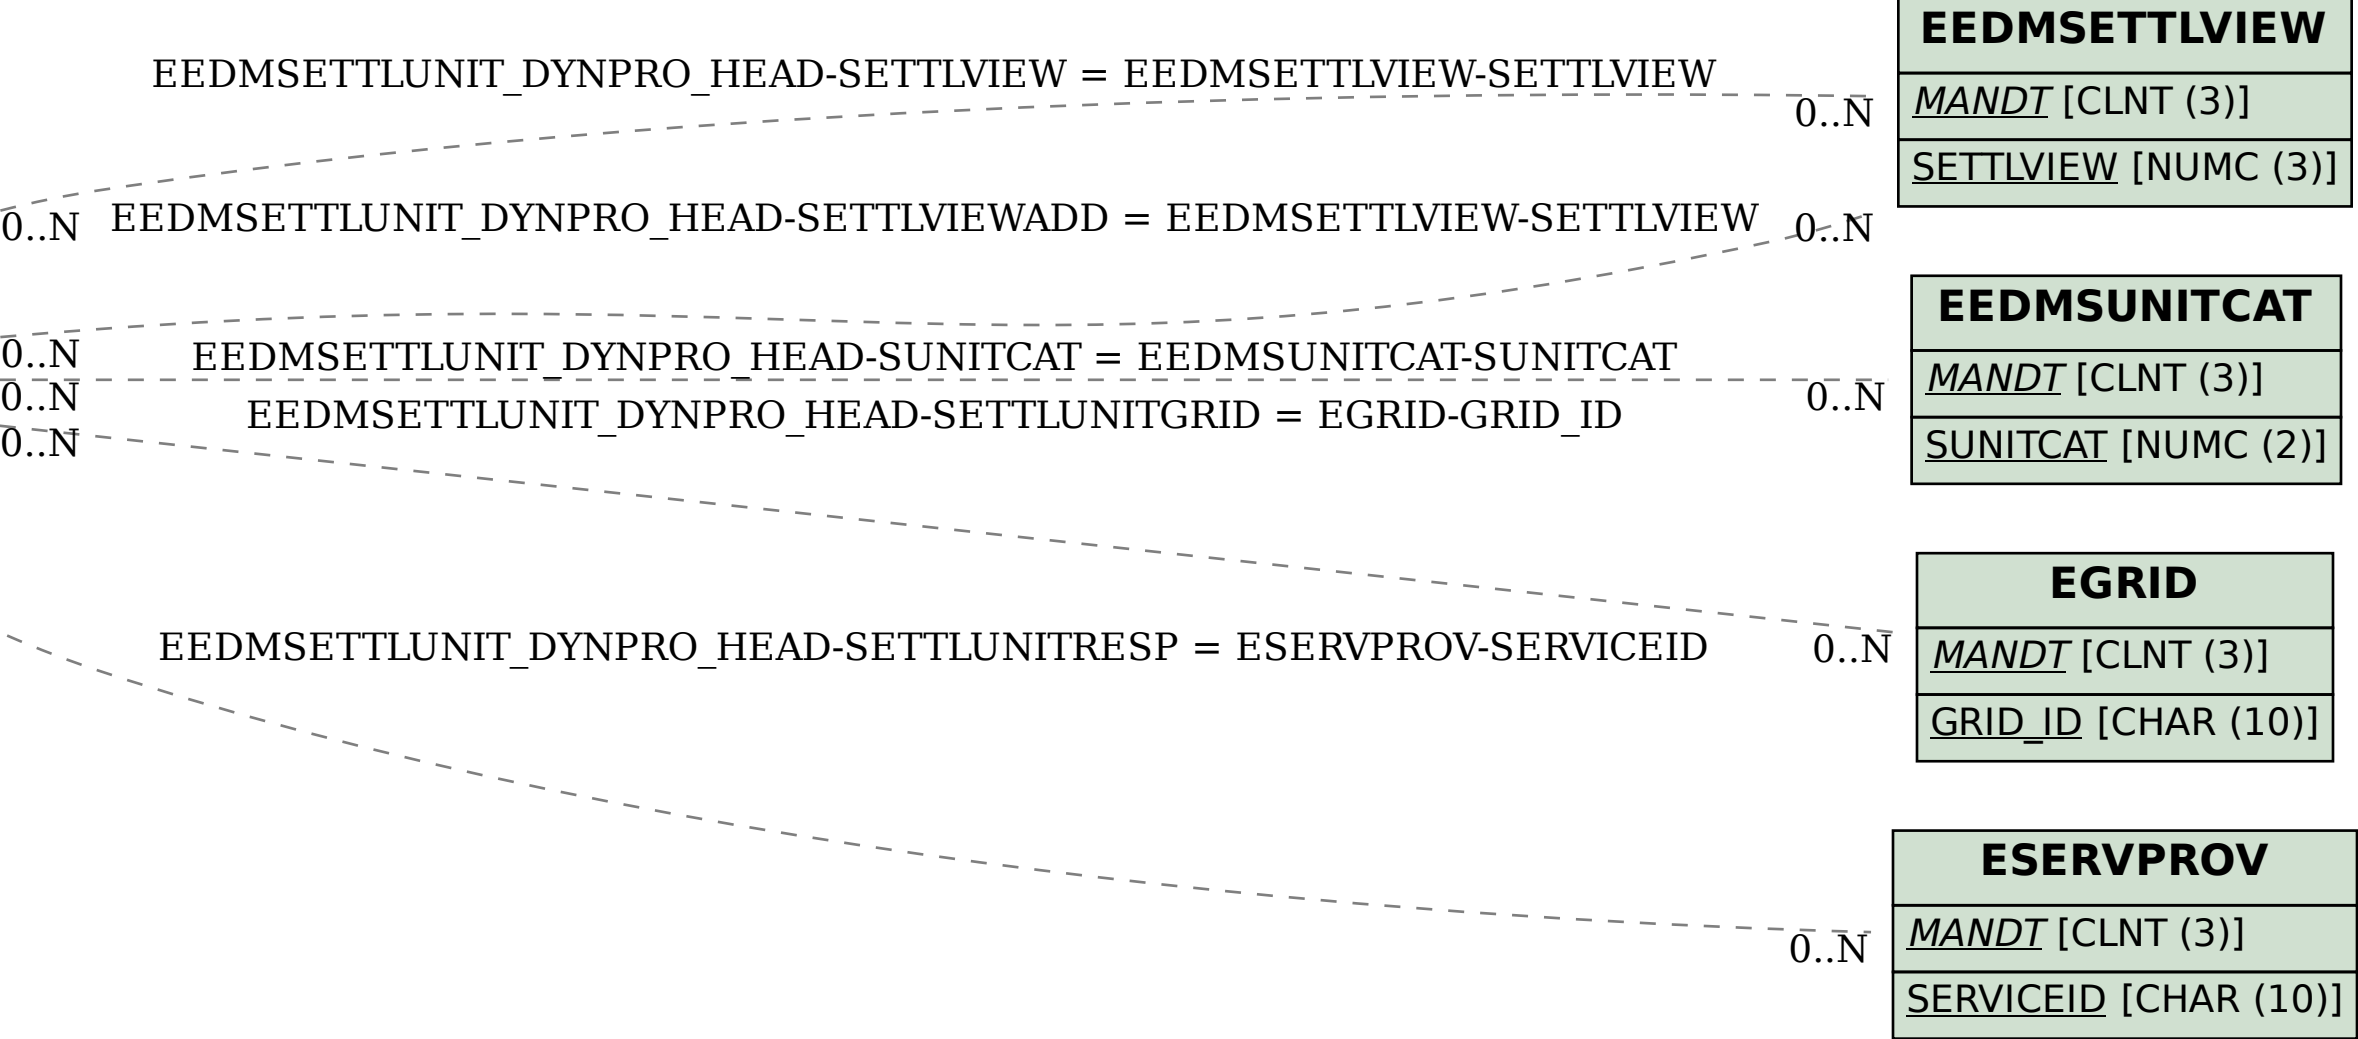 EEDMSETTLVIEW
EEDMSETTLUNIT_DYNPRO_HEAD-SETTLVIEW = EEDMSETTLVIEW-SETTLVIEW
MANDT [CLNT (3)]
0..N
SETTLVIEW [NUMC (3)]
0..N
EEDMSETTLUNIT_DYNPRO_HEAD-SETTLVIEWADD = EEDMSETTLVIEW-SETTLVIEW
0..N
EEDMSUNITCAT
0..N
EEDMSETTLUNIT_DYNPRO_HEAD-SUNITCAT = EEDMSUNITCAT-SUNITCAT
MANDT [CLNT (3)]
0..N
0..N
EEDMSETTLUNIT_DYNPRO_HEAD-SETTLUNITGRID = EGRID-GRID_ID
0..N
SUNITCAT [NUMC (2)]
EGRID
EEDMSETTLUNIT_DYNPRO_HEAD-SETTLUNITRESP = ESERVPROV-SERVICEID
0..N
MANDT [CLNT (3)]
GRID_ID [CHAR (10)]
ESERVPROV
MANDT [CLNT (3)]
0..N
SERVICEID [CHAR (10)]